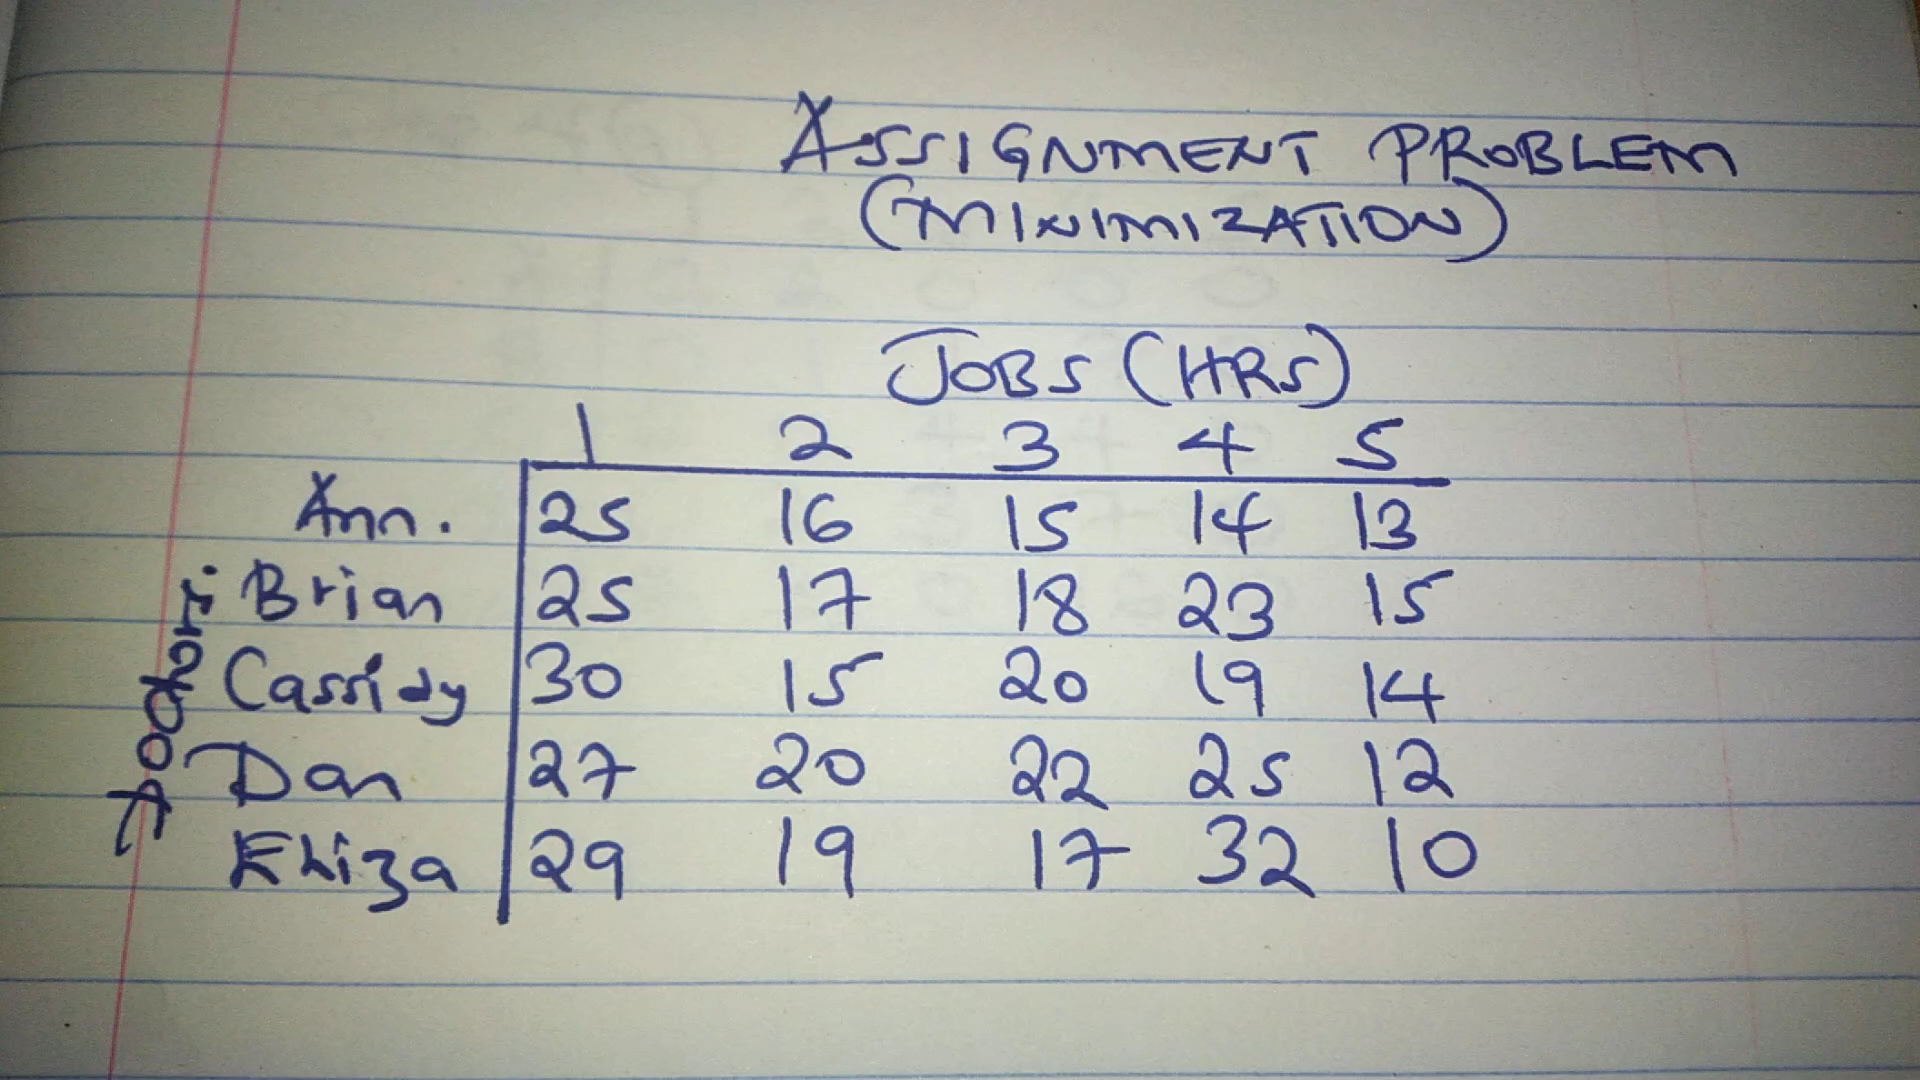 ASSIGNMENT PROBLEM
(MINIMIZATION)
JOBS (HRS)
1 2 3 4 5
Ann. 25 16 15 14 13
Brian 25 17 18 23 15
Cassidy 30 15 20 19 14
Dan 27 20 22 25 12
Eliza 29 19 17 32 10